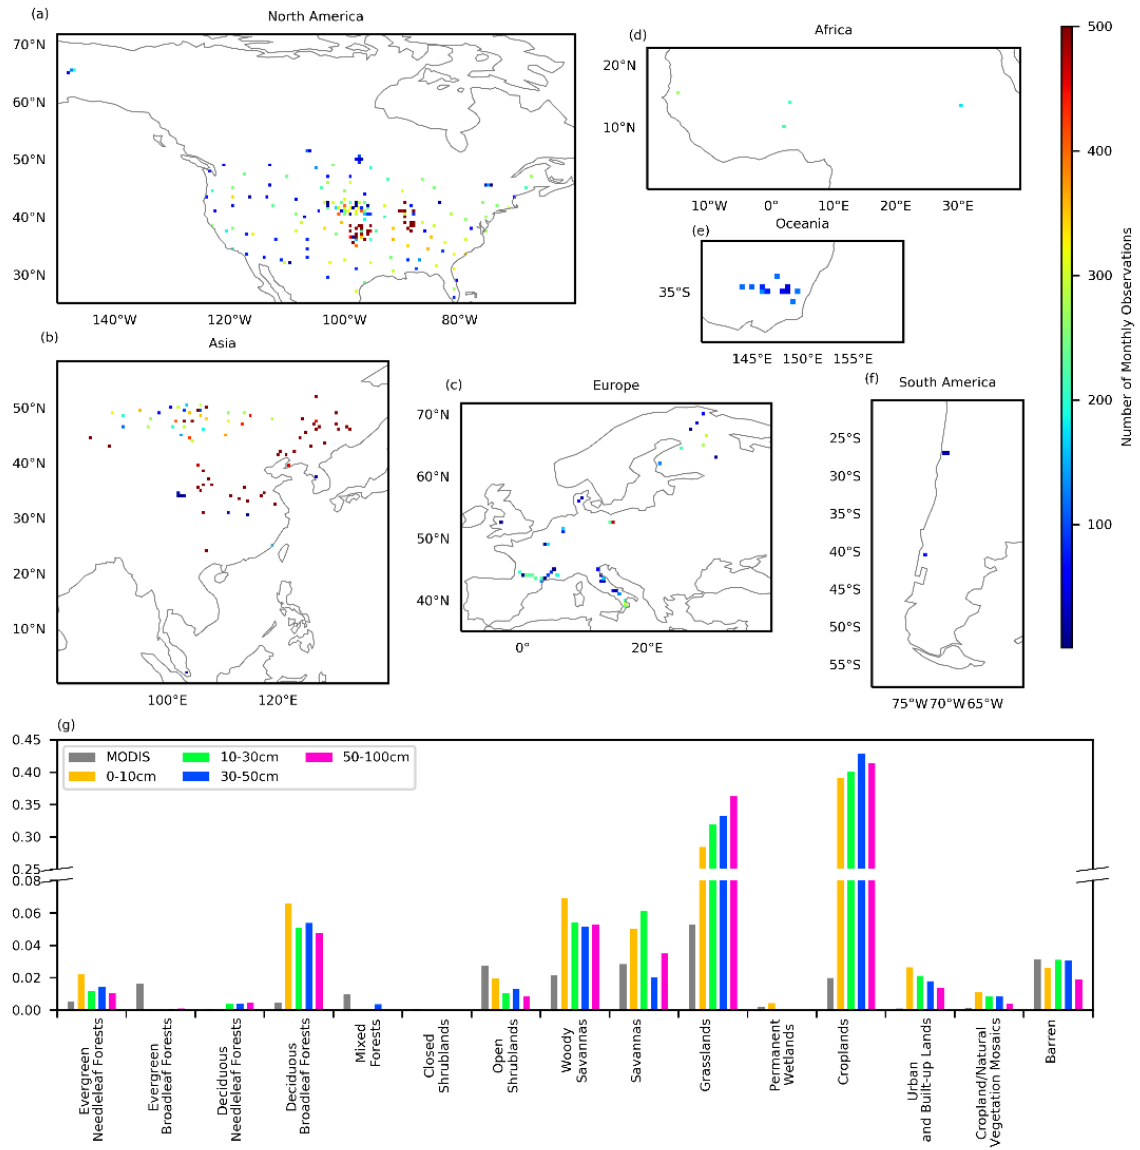 (a)
North America
70°N
60°N
50°N
40°N
30°N
140°W 120°W 100°W 80°W
(d)
Africa
20°N
10°N
10°W 0° 10°E 20°E 30°E
(e)
Oceania
35°S
145°E 150°E 155°E
500
400
300
200
100
Number of Monthly Observations
(b)
Asia
50°N
40°N
30°N
20°N
10°N
100°E 120°E
(c)
Europe
70°N
60°N
50°N
40°N
0° 20°E
(f)
South America
25°S
30°S
35°S
40°S
45°S
50°S
55°S
75°W 70°W 65°W
(g)
0.45
0.40
0.35
0.30
0.25
0.08
0.06
0.04
0.02
0.00
MODIS
0-10cm
10-30cm
30-50cm
50-100cm
Evergreen
Needleleaf Forests
Evergreen
Broadleaf Forests
Deciduous
Needleleaf Forests
Deciduous
Broadleaf Forests
Mixed
Forests
Closed
Shrublands
Open
Shrublands
Woody
Savannas
Savannas
Grasslands
Permanent
Wetlands
Croplands
Urban
and Built-up Lands
Cropland/Natural
Vegetation Mosaics
Barren